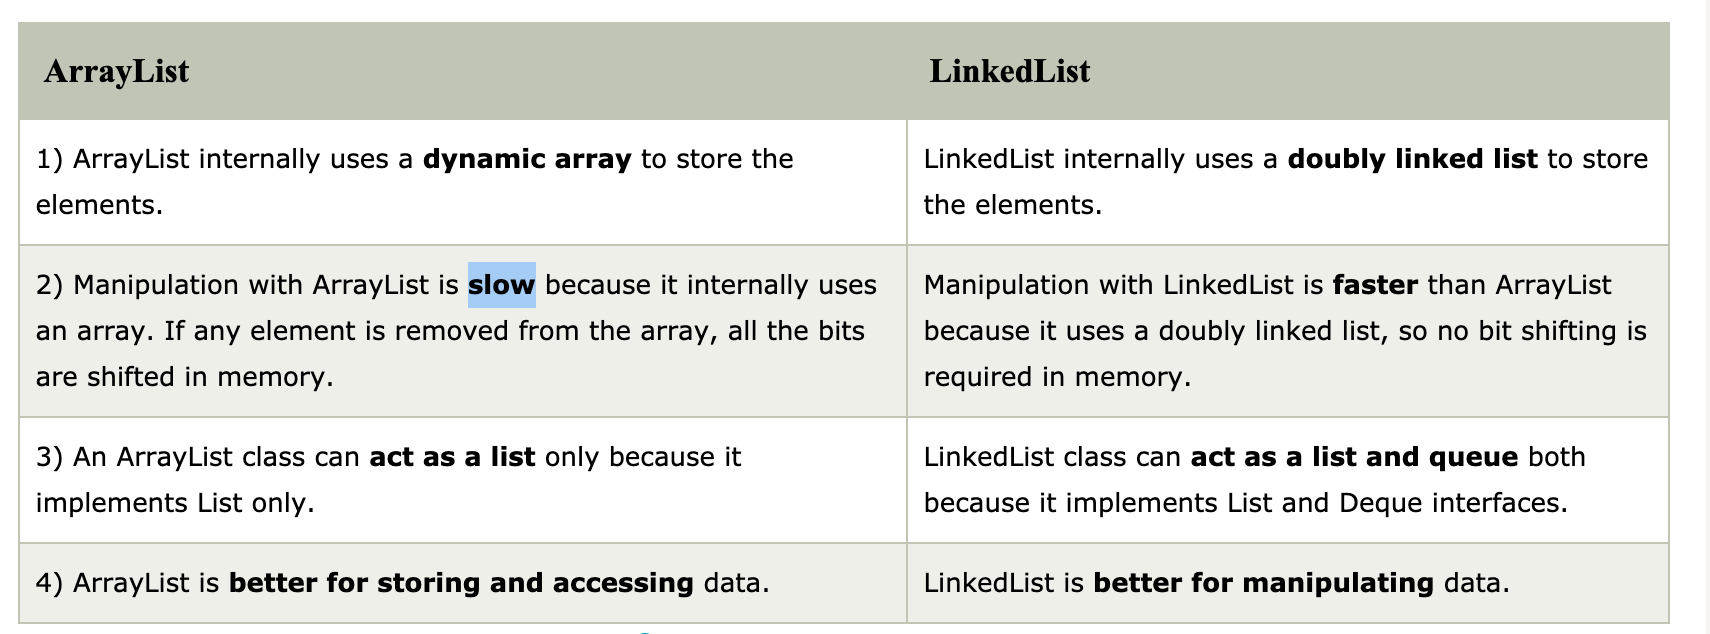 ArrayList
LinkedList
1) ArrayList internally uses a dynamic array to store the
elements.
LinkedList internally uses a doubly linked list to store
the elements.
2) Manipulation with ArrayList is slow because it internally uses
an array. If any element is removed from the array, all the bits
are shifted in memory.
Manipulation with LinkedList is faster than ArrayList
because it uses a doubly linked list, so no bit shifting is
required in memory.
3) An ArrayList class can act as a list only because it
implements List only.
LinkedList class can act as a list and queue both
because it implements List and Deque interfaces.
4) ArrayList is better for storing and accessing data.
LinkedList is better for manipulating data.